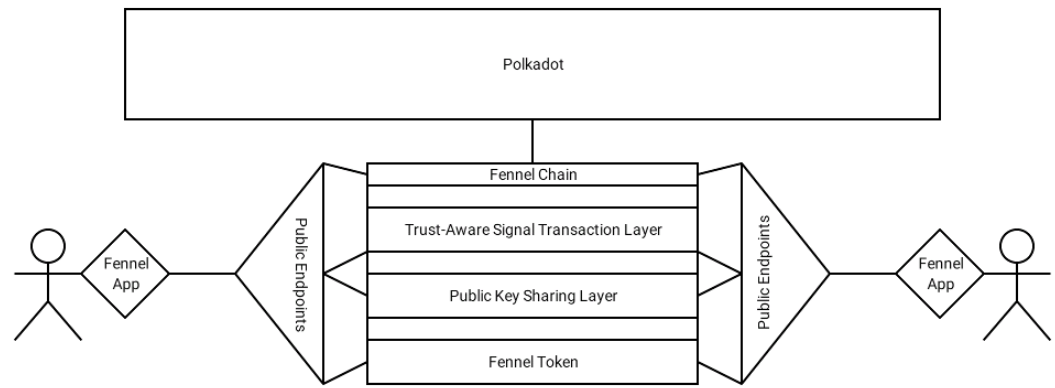 Polkadot
Fennel Chain
Trust-Aware Signal Transaction Layer
Public Key Sharing Layer
Fennel Token
Public Endpoints
Public Endpoints
Fennel
App
Fennel
App